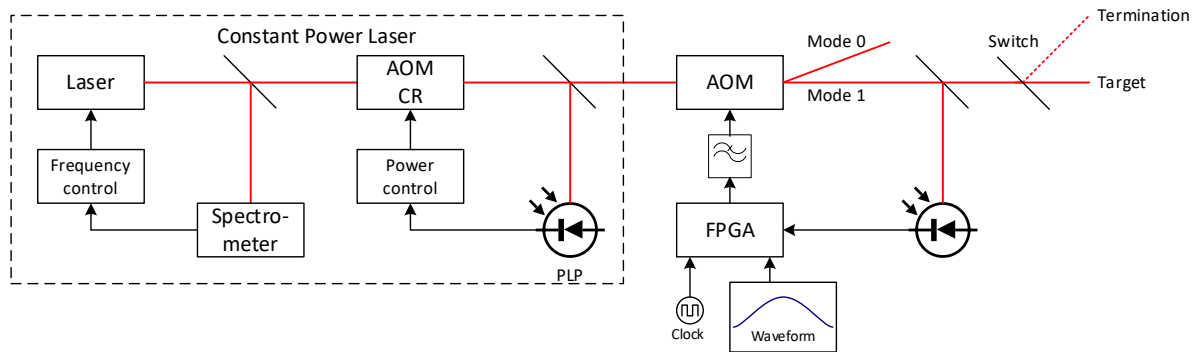 Constant Power Laser
Laser
AOM
CR
Frequency
control
Power
control
Spectro-
meter
PLP
AOM
Mode 0
Mode 1
Switch
Termination
Target
FPGA
Clock
Waveform